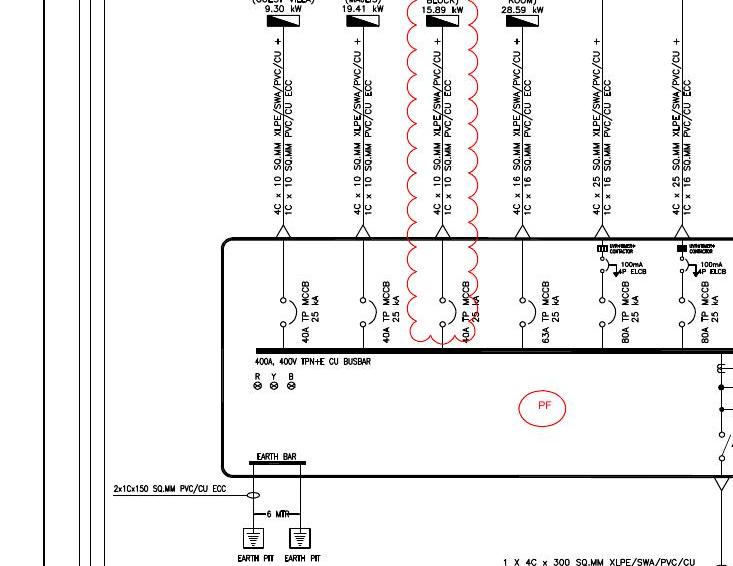 (GUEST VILLA)
9.30 kW
(MAJLIS)
19.41 kW
BLOCK)
15.89 kW
ROOM)
28.59 kW
4C x 10 SQ.MM XLPE/SWA/PVC/CU +
1C x 10 SQ.MM PVC/CU ECC
4C x 10 SQ.MM XLPE/SWA/PVC/CU +
1C x 10 SQ.MM PVC/CU ECC
4C x 10 SQ.MM XLPE/SWA/PVC/CU +
1C x 10 SQ.MM PVC/CU ECC
4C x 16 SQ.MM XLPE/SWA/PVC/CU +
1C x 16 SQ.MM PVC/CU ECC
4C x 25 SQ.MM XLPE/SWA/PVC/CU +
1C x 16 SQ.MM PVC/CU ECC
4C x 25 SQ.MM XLPE/SWA/PVC/CU +
1C x 16 SQ.MM PVC/CU ECC
CONTACTOR
100mA
4P ELCB
CONTACTOR
100mA
4P ELCB
40A TP MCCB
25 kA
40A TP MCCB
25 kA
40A TP MCCB
25 kA
63A TP MCCB
25 kA
80A TP MCCB
25 kA
80A TP MCCB
25 kA
400A, 400V TPN+E CU BUSBAR
R Y B
PF
EARTH BAR
2x1Cx150 SQ.MM PVC/CU ECC
6 MTR
EARTH PIT EARTH PIT
1 X 4C x 300 SQ.MM XLPE/SWA/PVC/CU